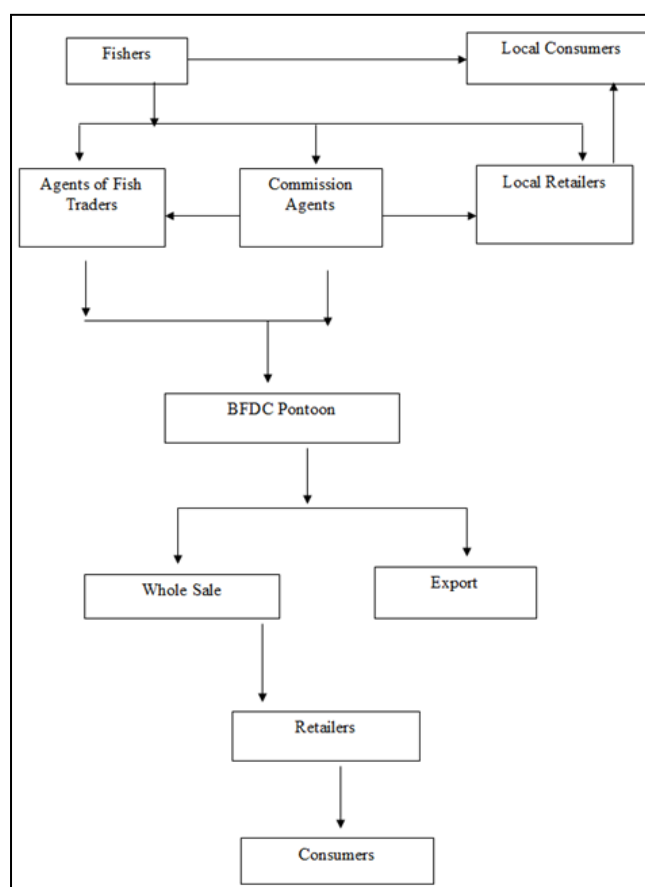 Fishers
Local Consumers
Agents of Fish
Traders
Commission
Agents
Local Retailers
BFDC Pontoon
Whole Sale
Export
Retailers
Consumers